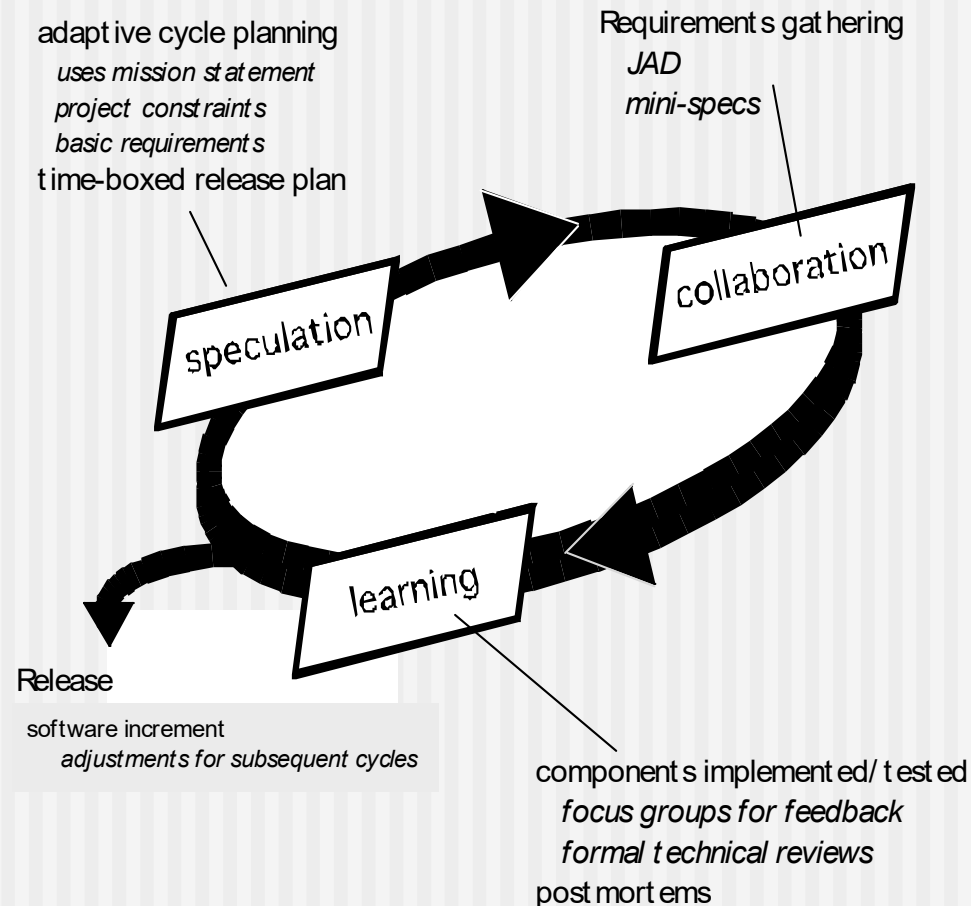 adaptive cycle planning
uses mission statement
project constraints
basic requirements
time-boxed release plan
Requirements gathering
JAD
mini-specs
speculation
collaboration
learning
Release
software increment
adjustments for subsequent cycles
components implemented/ tested
focus groups for feedback
formal technical reviews
postmortems